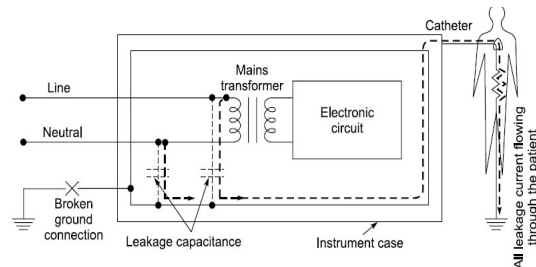 Catheter
Mains
transformer
Line
Electronic
circuit
Neutral
Broken
ground
connection
Leakage capacitance
Instrument case
All leakage current flowing
through the patient